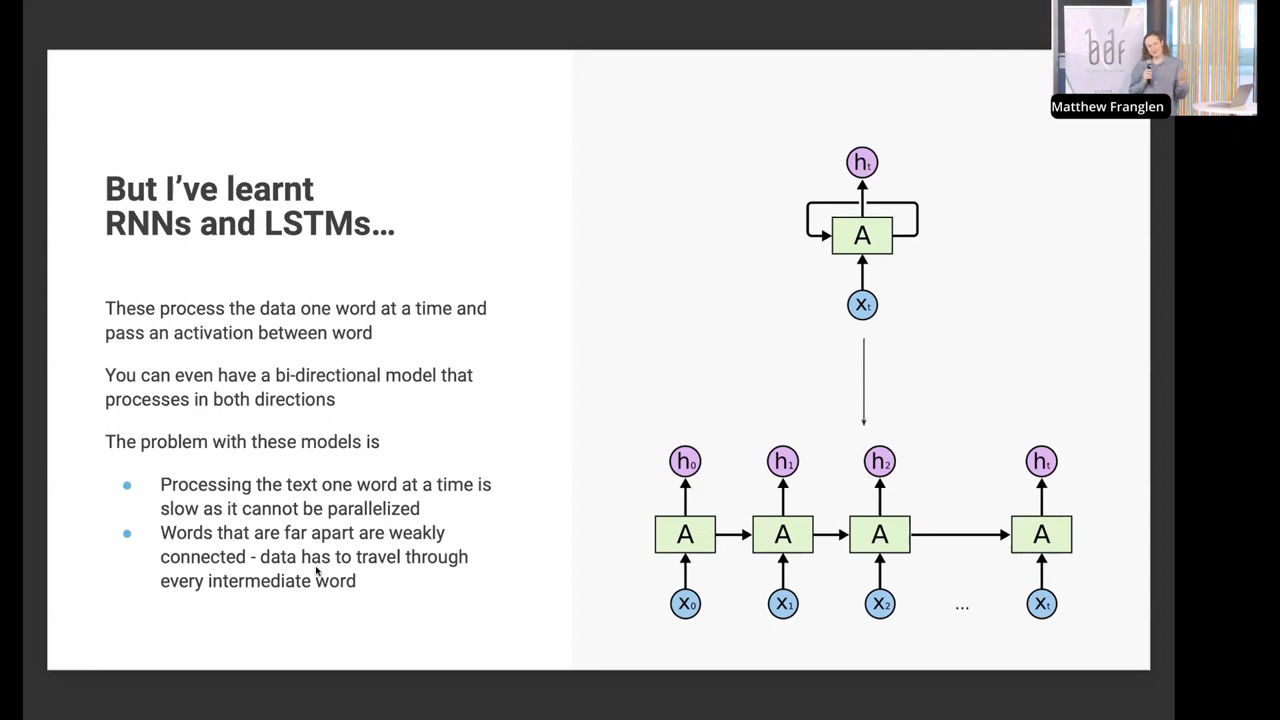 bdf
Matthew Franglen
But I've learnt
RNNs and LSTMs...
These process the data one word at a time and
pass an activation between word
You can even have a bi-directional model that
processes in both directions
The problem with these models is
Processing the text one word at a time is
slow as it cannot be parallelized
Words that are far apart are weakly
connected - data has to travel through
every intermediate word
ht
A
xt
h0 h1 h2 ht
A A A A
x0 x1 x2 ... xt